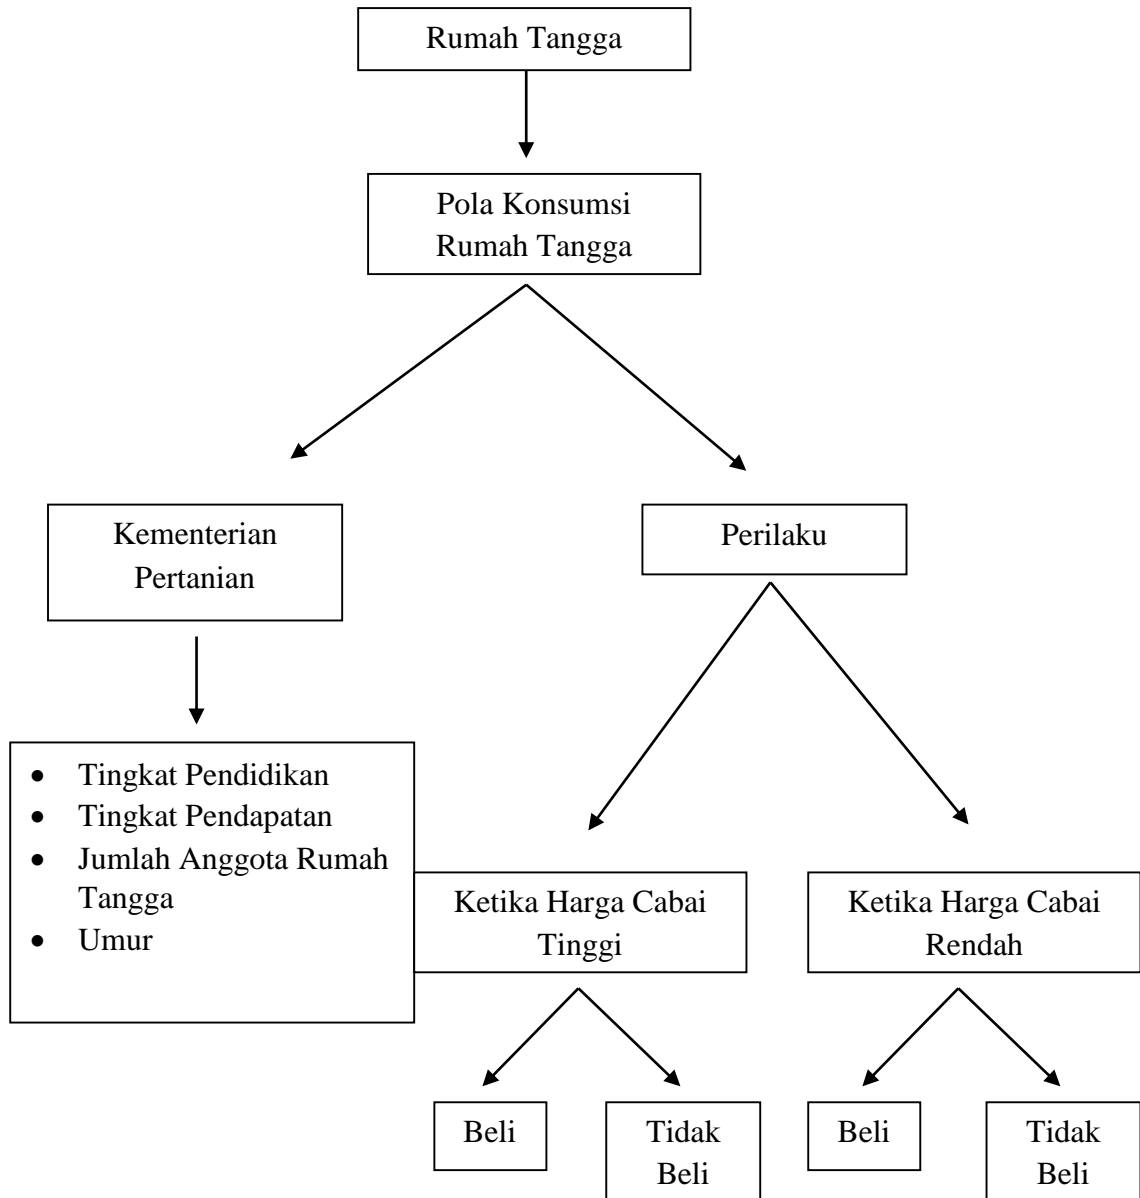 Rumah Tangga
Pola Konsumsi
Rumah Tangga
Kementerian
Pertanian
Perilaku
• Tingkat Pendidikan
• Tingkat Pendapatan
• Jumlah Anggota Rumah
Tangga
• Umur
Ketika Harga Cabai
Tinggi
Ketika Harga Cabai
Rendah
Beli
Tidak
Beli
Beli
Tidak
Beli